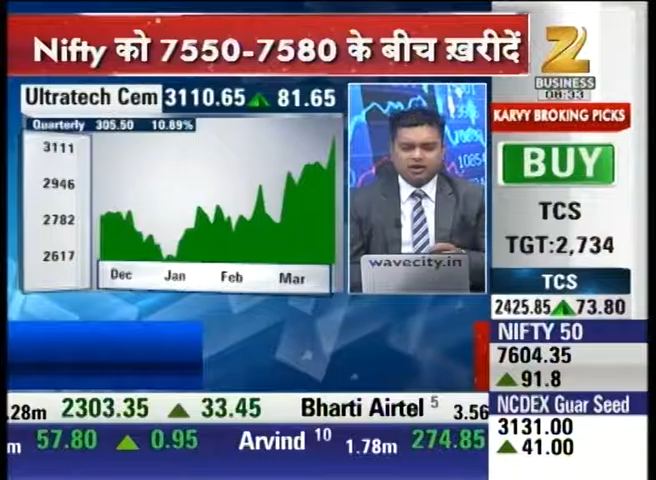 Nifty को 7550-7580 के बीच ख़रीदें
Z
BUSINESS
08:33
Ultratech Cem 3110.65 ▲ 81.65
Quarterly 305.50 10.89%
3111
2946
2782
2617
Dec Jan Feb Mar
wavecity.in
KARVY BROKING PICKS
BUY
TCS
TGT:2,734
TCS
2425.85 ▲ 73.80
NIFTY 50
7604.35
▲ 91.8
NCDEX Guar Seed
3131.00
▲ 41.00
.28m 2303.35 ▲ 33.45 Bharti Airtel 5 3.56
m 57.80 ▲ 0.95 Arvind 10 1.78m 274.85